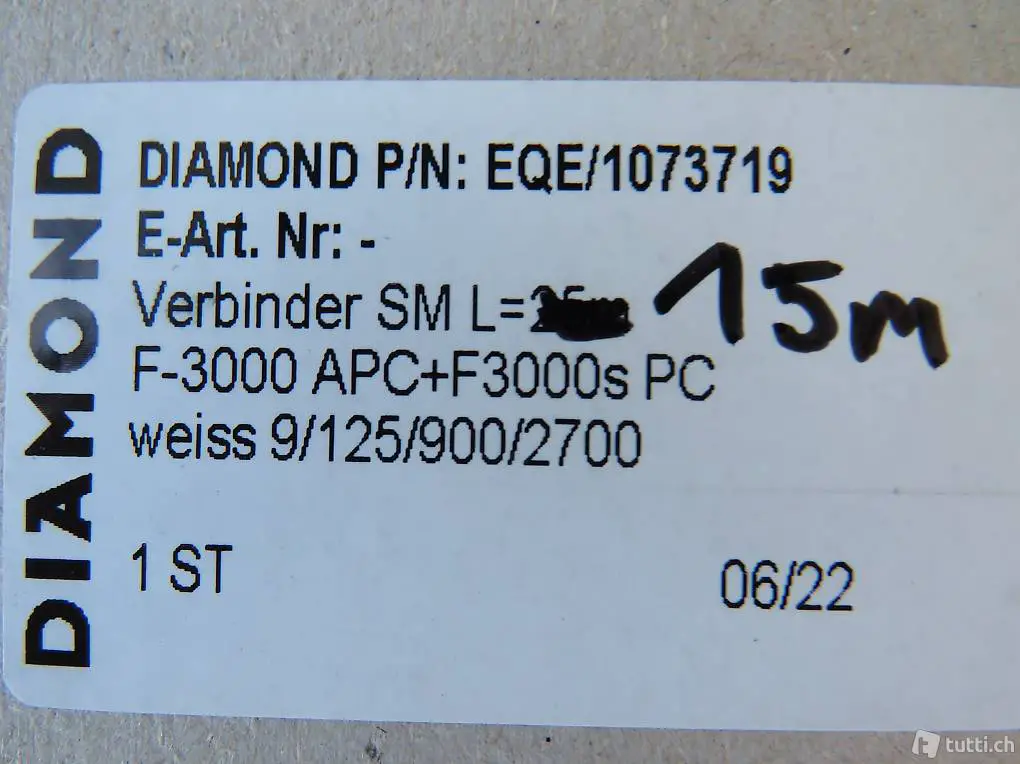 DIAMOND
DIAMOND P/N: EQE/1073719
E-Art. Nr: -
Verbinder SM L= 15m
F-3000 APC+F3000s PC
weiss 9/125/900/2700
1 ST
06/22
tutti.ch